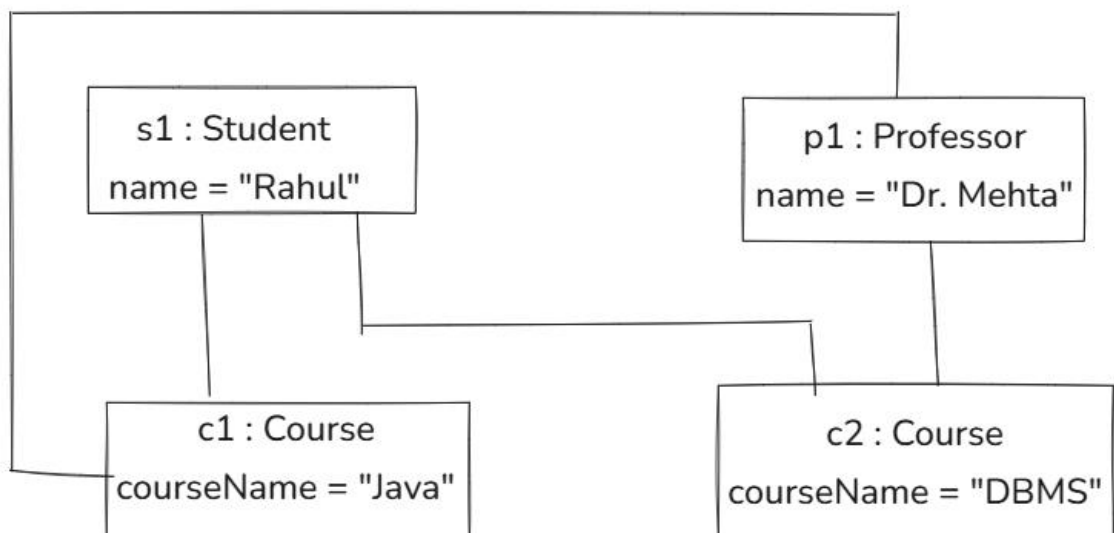 s1 : Student
name = "Rahul"
p1 : Professor
name = "Dr. Mehta"
c1 : Course
courseName = "Java"
c2 : Course
courseName = "DBMS"